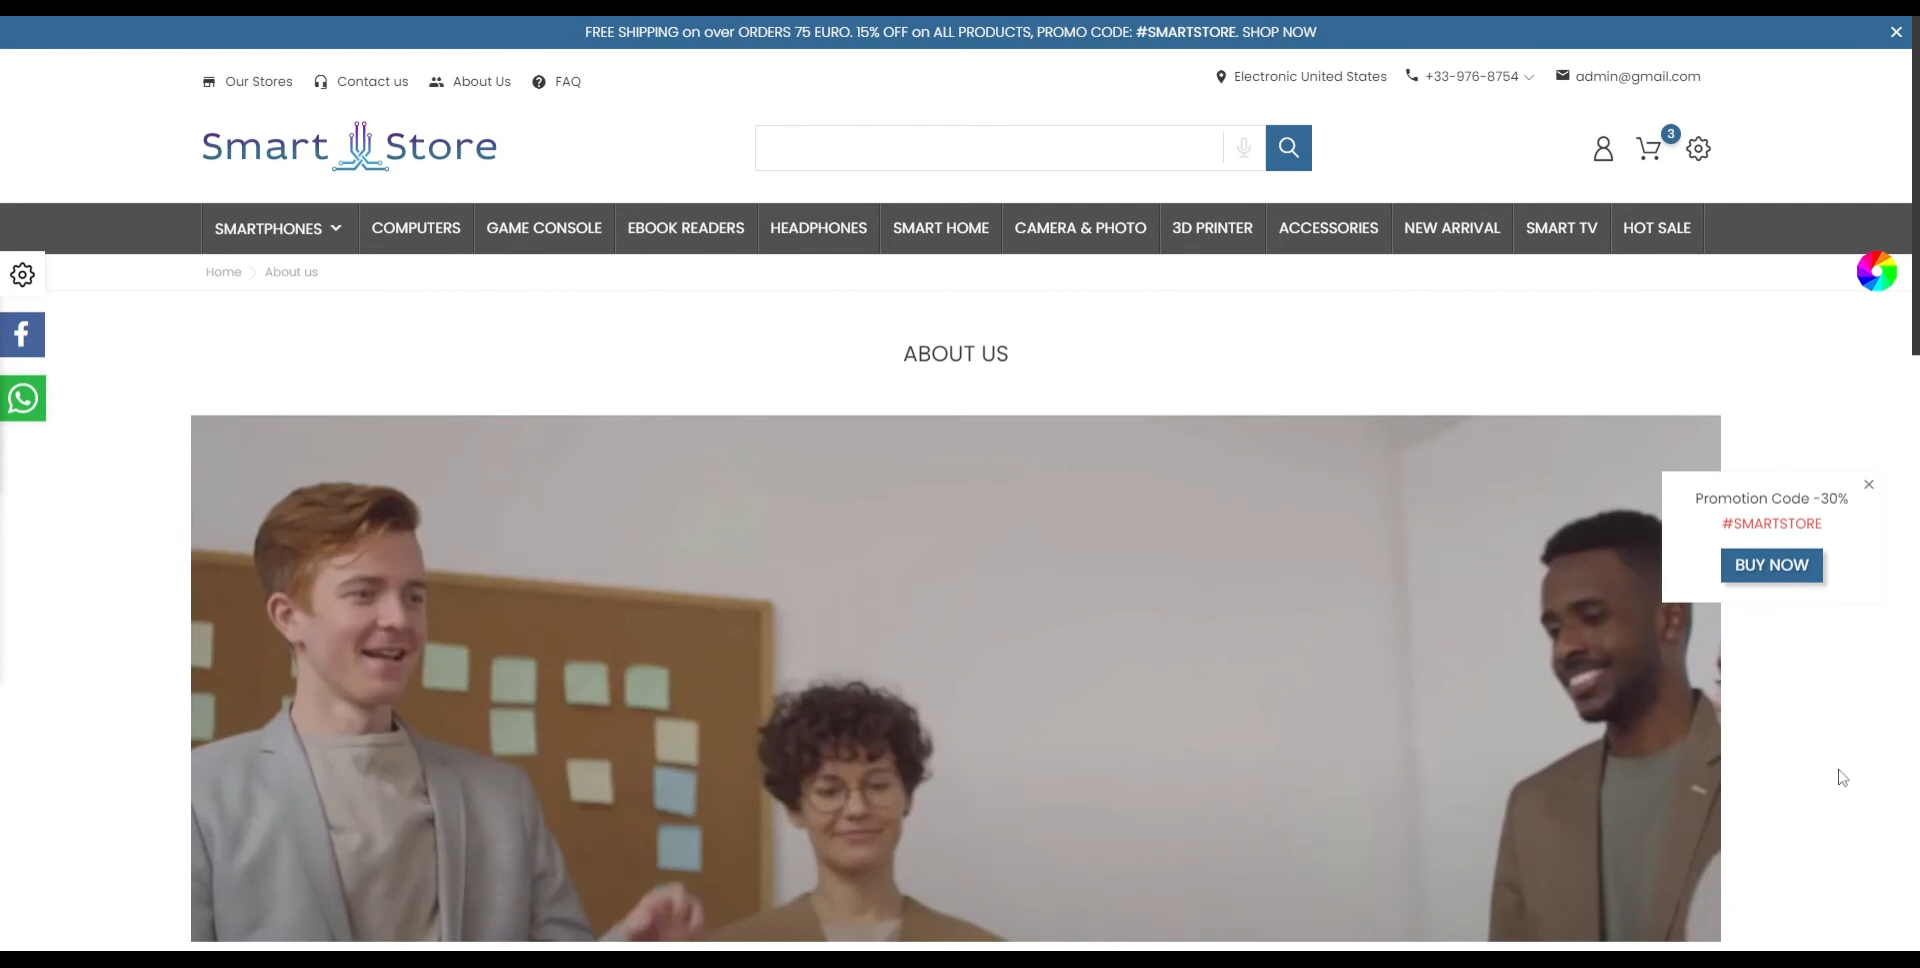 FREE SHIPPING on over ORDERS 75 EURO. 15% OFF on ALL PRODUCTS, PROMO CODE: #SMARTSTORE. SHOP NOW
Our Stores Contact us About Us FAQ
Electronic United States +33-976-8754 admin@gmail.com
Smart Store
3
SMARTPHONES COMPUTERS GAME CONSOLE EBOOK READERS HEADPHONES SMART HOME CAMERA & PHOTO 3D PRINTER ACCESSORIES NEW ARRIVAL SMART TV HOT SALE
Home About us
ABOUT US
Promotion Code -30%
#SMARTSTORE
BUY NOW